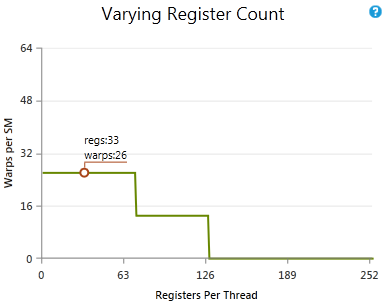 Varying Register Count
?
64
48
32
16
0
Warps per SM
regs:33
warps:26
0 63 126 189 252
Registers Per Thread